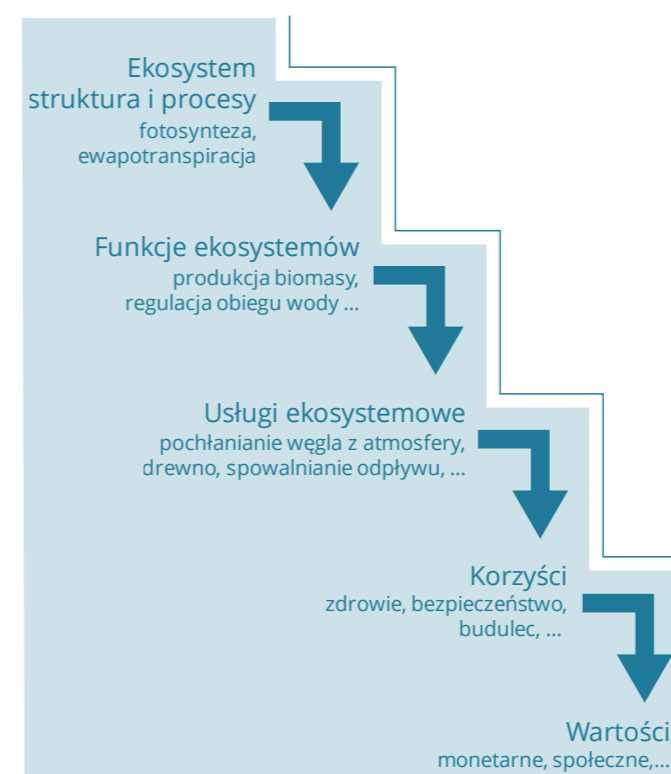 Ekosystem
struktura i procesy
fotosynteza,
ewapotranspiracja
Funkcje ekosystemów
produkcja biomasy,
regulacja obiegu wody ...
Usługi ekosystemowe
pochłanianie węgla z atmosfery,
drewno, spowalnianie odpływu, ...
Korzyści
zdrowie, bezpieczeństwo,
budulec, ...
Wartości
monetarne, społeczne,...